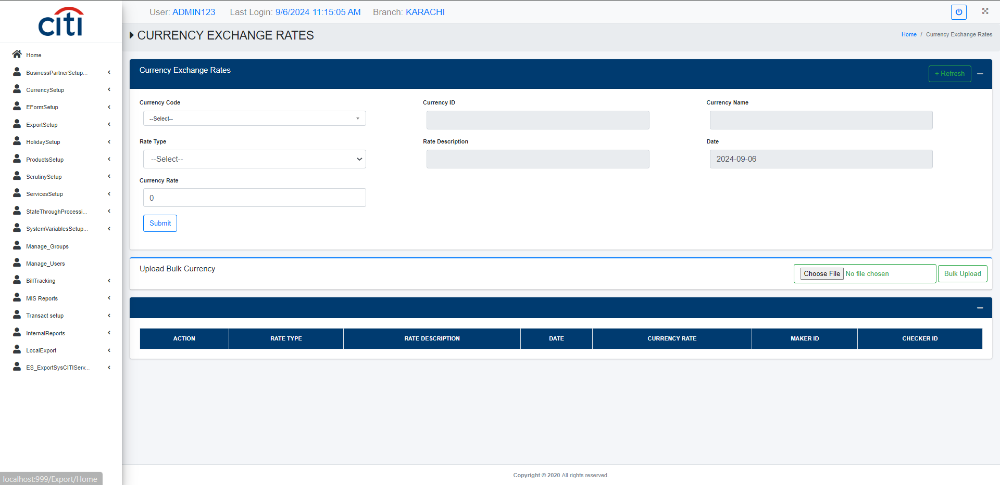 citi
User: ADMIN123 Last Login: 9/6/2024 11:15:05 AM Branch: KARACHI
CURRENCY EXCHANGE RATES
Home / Currency Exchange Rates
Home
BusinessPartnerSetup...
CurrencySetup
EFormSetup
ExportSetup
HolidaySetup
ProductsSetup
ScrutinySetup
ServicesSetup
StateThroughProcessi...
SystemVariablesSetup...
Manage_Groups
Manage_Users
BillTracking
MIS Reports
Transact setup
InternalReports
LocalExport
ES_ExportSysCITIServ...
Currency Exchange Rates
+ Refresh
Currency Code Currency ID Currency Name
--Select--
Rate Type Rate Description Date
--Select-- 2024-09-06
Currency Rate
0
Submit
Upload Bulk Currency
Choose File No file chosen Bulk Upload
ACTION RATE TYPE RATE DESCRIPTION DATE CURRENCY RATE MAKER ID CHECKER ID
Copyright © 2020 All rights reserved.
localhost:999/Export/Home